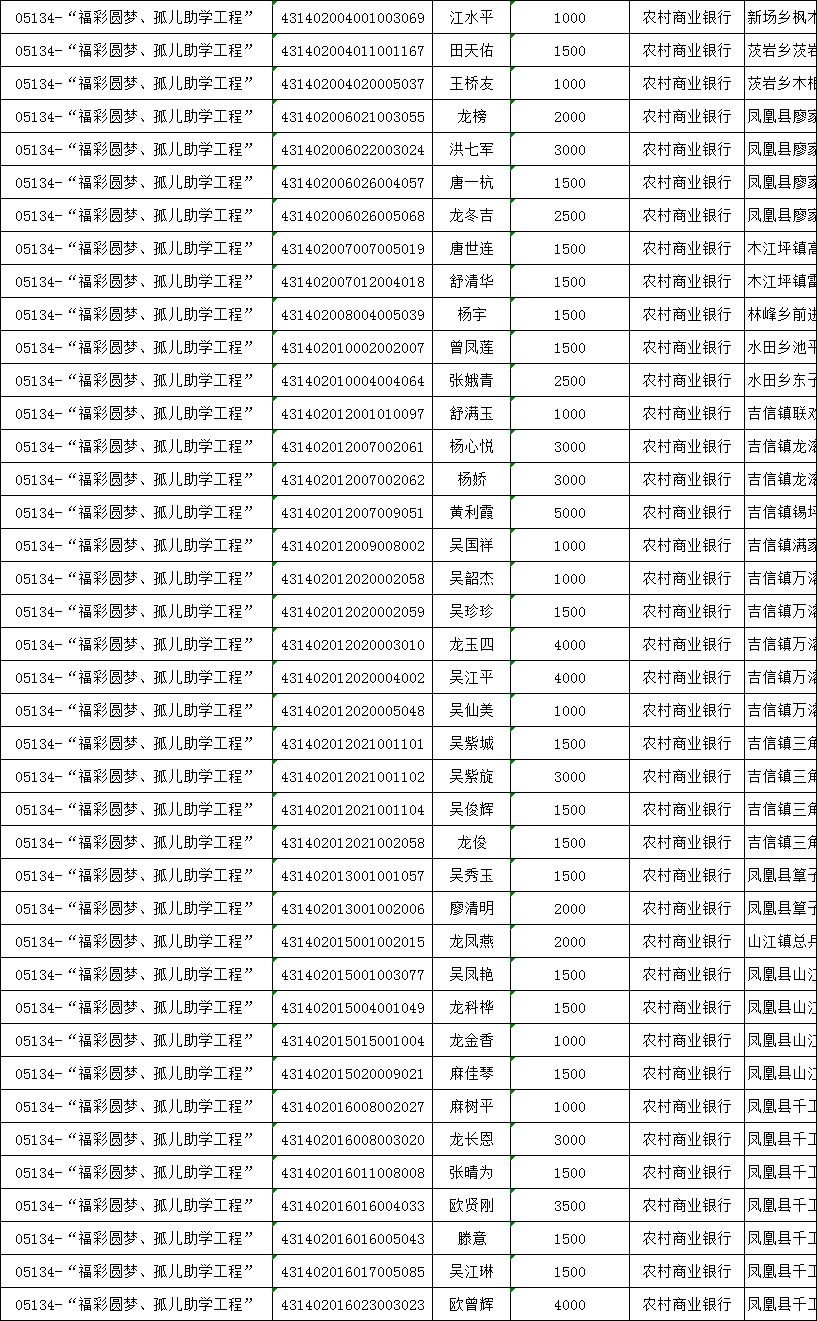 05134-“福彩圆梦、孤儿助学工程” 431402004001003069 江水平 1000 农村商业银行 新场乡枫木
05134-“福彩圆梦、孤儿助学工程” 431402004011001167 田天佑 1500 农村商业银行 茨岩乡茨岩
05134-“福彩圆梦、孤儿助学工程” 431402004020005037 王桥友 1000 农村商业银行 茨岩乡木根
05134-“福彩圆梦、孤儿助学工程” 431402006021003055 龙榜 2000 农村商业银行 凤凰县廖家
05134-“福彩圆梦、孤儿助学工程” 431402006022003024 洪七军 3000 农村商业银行 凤凰县廖家
05134-“福彩圆梦、孤儿助学工程” 431402006026004057 唐一杭 1500 农村商业银行 凤凰县廖家
05134-“福彩圆梦、孤儿助学工程” 431402006026005068 龙冬吉 2500 农村商业银行 凤凰县廖家
05134-“福彩圆梦、孤儿助学工程” 431402007007005019 唐世连 1500 农村商业银行 木江坪镇高
05134-“福彩圆梦、孤儿助学工程” 431402007012004018 舒清华 1500 农村商业银行 木江坪镇雷
05134-“福彩圆梦、孤儿助学工程” 431402008004005039 杨宇 1500 农村商业银行 林峰乡前进
05134-“福彩圆梦、孤儿助学工程” 431402010002002007 曾凤莲 1500 农村商业银行 水田乡池平
05134-“福彩圆梦、孤儿助学工程” 431402010004004064 张娥青 2500 农村商业银行 水田乡东子
05134-“福彩圆梦、孤儿助学工程” 431402012001010097 舒满玉 1000 农村商业银行 吉信镇联欢
05134-“福彩圆梦、孤儿助学工程” 431402012007002061 杨心悦 3000 农村商业银行 吉信镇龙滚
05134-“福彩圆梦、孤儿助学工程” 431402012007002062 杨娇 3000 农村商业银行 吉信镇龙滚
05134-“福彩圆梦、孤儿助学工程” 431402012007009051 黄利霞 5000 农村商业银行 吉信镇锡坪
05134-“福彩圆梦、孤儿助学工程” 431402012009008002 吴国祥 1000 农村商业银行 吉信镇满家
05134-“福彩圆梦、孤儿助学工程” 431402012020002058 吴韶杰 1000 农村商业银行 吉信镇万溶
05134-“福彩圆梦、孤儿助学工程” 431402012020002059 吴珍珍 1500 农村商业银行 吉信镇万溶
05134-“福彩圆梦、孤儿助学工程” 431402012020003010 龙玉四 4000 农村商业银行 吉信镇万溶
05134-“福彩圆梦、孤儿助学工程” 431402012020004002 吴江平 4000 农村商业银行 吉信镇万溶
05134-“福彩圆梦、孤儿助学工程” 431402012020005048 吴仙美 1000 农村商业银行 吉信镇万溶
05134-“福彩圆梦、孤儿助学工程” 431402012021001101 吴紫城 1500 农村商业银行 吉信镇三角
05134-“福彩圆梦、孤儿助学工程” 431402012021001102 吴紫旋 3000 农村商业银行 吉信镇三角
05134-“福彩圆梦、孤儿助学工程” 431402012021001104 吴俊辉 1500 农村商业银行 吉信镇三角
05134-“福彩圆梦、孤儿助学工程” 431402012021002058 龙俊 1500 农村商业银行 吉信镇三角
05134-“福彩圆梦、孤儿助学工程” 431402013001001057 吴秀玉 1500 农村商业银行 凤凰县筸子
05134-“福彩圆梦、孤儿助学工程” 431402013001002006 廖清明 2000 农村商业银行 凤凰县筸子
05134-“福彩圆梦、孤儿助学工程” 431402015001002015 龙凤燕 2000 农村商业银行 山江镇总兵
05134-“福彩圆梦、孤儿助学工程” 431402015001003077 吴凤艳 1500 农村商业银行 凤凰县山江
05134-“福彩圆梦、孤儿助学工程” 431402015004001049 龙科桦 1500 农村商业银行 凤凰县山江
05134-“福彩圆梦、孤儿助学工程” 431402015015001004 龙金香 1000 农村商业银行 凤凰县山江
05134-“福彩圆梦、孤儿助学工程” 431402015020009021 麻佳琴 1500 农村商业银行 凤凰县山江
05134-“福彩圆梦、孤儿助学工程” 431402016008002027 麻树平 1000 农村商业银行 凤凰县千工
05134-“福彩圆梦、孤儿助学工程” 431402016008003020 龙长恩 3000 农村商业银行 凤凰县千工
05134-“福彩圆梦、孤儿助学工程” 431402016011008008 张晴为 1500 农村商业银行 凤凰县千工
05134-“福彩圆梦、孤儿助学工程” 431402016016004033 欧贤刚 3500 农村商业银行 凤凰县千工
05134-“福彩圆梦、孤儿助学工程” 431402016016005043 滕意 1500 农村商业银行 凤凰县千工
05134-“福彩圆梦、孤儿助学工程” 431402016017005085 吴江琳 1500 农村商业银行 凤凰县千工
05134-“福彩圆梦、孤儿助学工程” 431402016023003023 欧曾辉 4000 农村商业银行 凤凰县千工